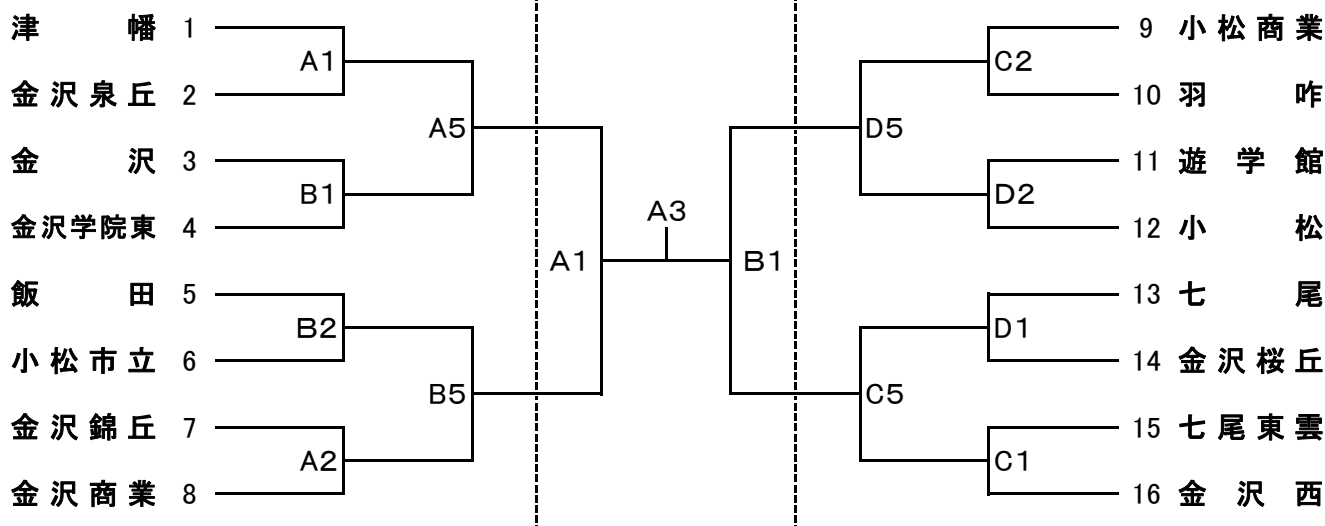 津幡 1
A1
金沢泉丘 2
A5
金沢 3
B1
金沢学院東 4
飯田 5
B2
小松市立 6
B5
金沢錦丘 7
A2
金沢商業 8
A1
A3
B1
9 小松商業
C2
10 羽咋
D5
11 遊学館
D2
12 小松
13 七尾
D1
14 金沢桜丘
C5
15 七尾東雲
C1
16 金沢西